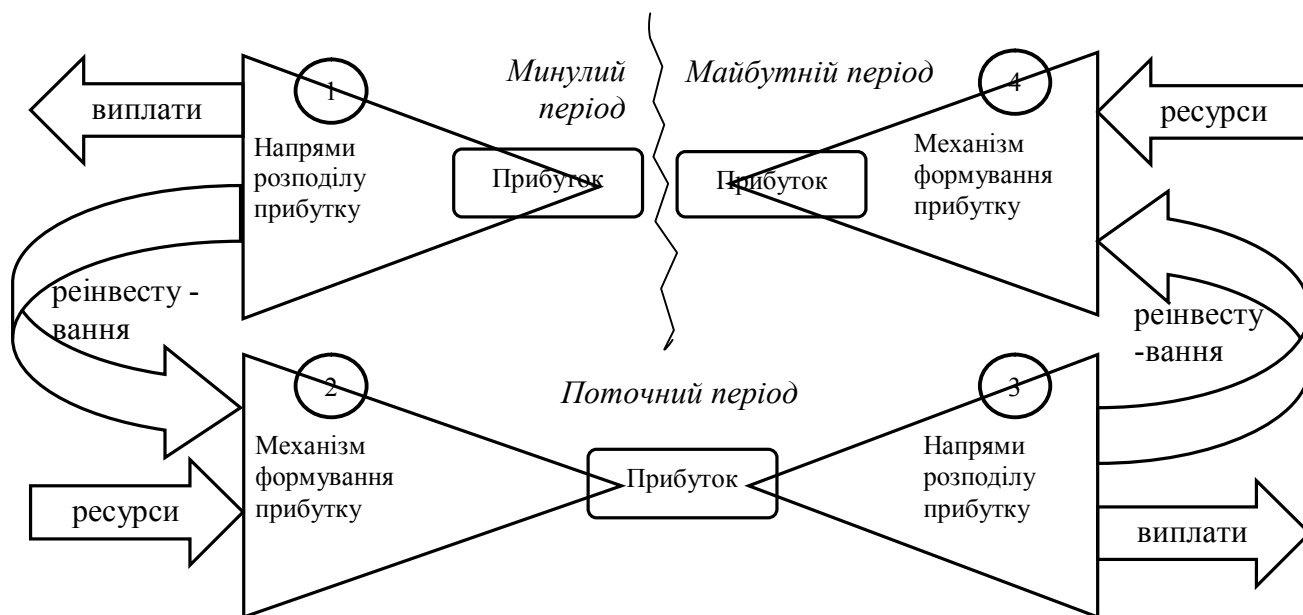 1
Минулий
період
Майбутній період
4
виплати
ресурси
Напрями
розподілу
прибутку
Прибуток
Прибуток
Механізм
формування
прибутку
реінвесту -
вання
реінвесту
-вання
2
Поточний період
3
Механізм
формування
прибутку
Прибуток
Напрями
розподілу
прибутку
ресурси
виплати